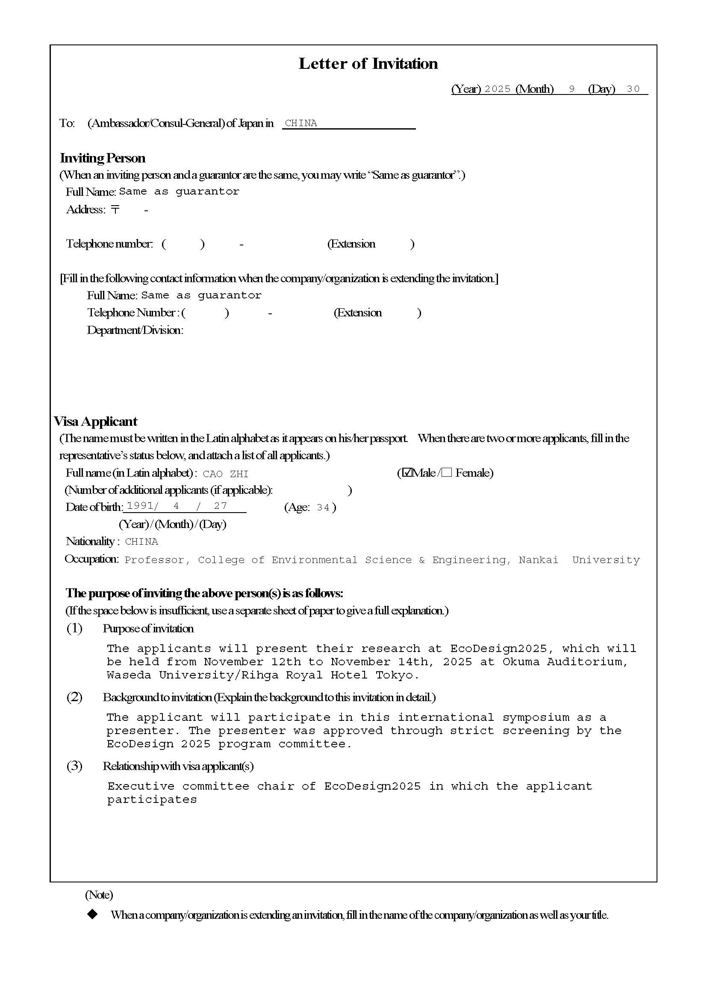 Letter of Invitation
(Year) 2025 (Month) 9 (Day) 30
To: (Ambassador/Consul-General) of Japan in CHINA
Inviting Person
(When an inviting person and a guarantor are the same, you may write “Same as guarantor”.)
Full Name: Same as guarantor
Address: 〒 -
Telephone number: ( ) - (Extension )
[Fill in the following contact information when the company/organization is extending the invitation.]
Full Name: Same as guarantor
Telephone Number : ( ) - (Extension )
Department/Division:
Visa Applicant
(The name must be written in the Latin alphabet as it appears on his/her passport. When there are two or more applicants, fill in the
representative’s status below, and attach a list of all applicants.)
Full name (in Latin alphabet) : CAO ZHI (☑Male /☐ Female)
(Number of additional applicants (if applicable): )
Date of birth: 1991/ 4 / 27 (Age: 34 )
(Year) / (Month) / (Day)
Nationality : CHINA
Occupation: Professor, College of Environmental Science & Engineering, Nankai University
The purpose of inviting the above person(s) is as follows:
(If the space below is insufficient, use a separate sheet of paper to give a full explanation.)
(1) Purpose of invitation
The applicants will present their research at EcoDesign2025, which will
be held from November 12th to November 14th, 2025 at Okuma Auditorium,
Waseda University/Rihga Royal Hotel Tokyo.
(2) Background to invitation (Explain the background to this invitation in detail.)
The applicant will participate in this international symposium as a
presenter. The presenter was approved through strict screening by the
EcoDesign 2025 program committee.
(3) Relationship with visa applicant(s)
Executive committee chair of EcoDesign2025 in which the applicant
participates
(Note)
◆ When a company/organization is extending an invitation, fill in the name of the company/organization as well as your title.